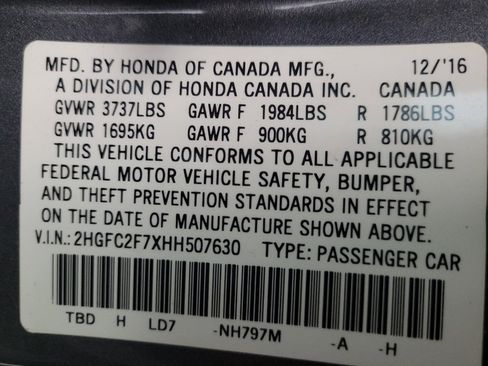 MFD. BY HONDA OF CANADA MFG., 12/'16
A DIVISION OF HONDA CANADA INC. CANADA
GVWR 3737LBS GAWR F 1984LBS R 1786LBS
GVWR 1695KG GAWR F 900KG R 810KG
THIS VEHICLE CONFORMS TO ALL APPLICABLE
FEDERAL MOTOR VEHICLE SAFETY, BUMPER,
AND THEFT PREVENTION STANDARDS IN EFFECT
ON THE DATE OF MANUFACTURE SHOWN ABOVE.
V.I.N.: 2HGFC2F7XHH507630 TYPE: PASSENGER CAR
TBD H LD7 -NH797M -A -H